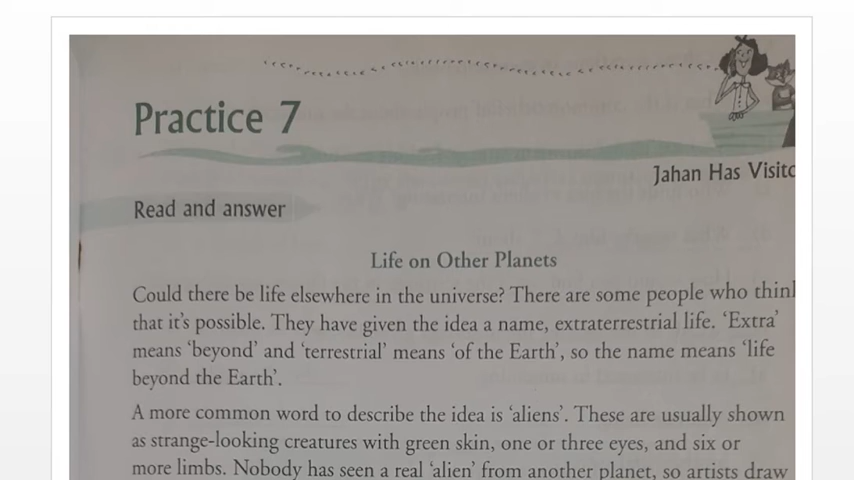 Practice 7
Jahan Has Visito
Read and answer
Life on Other Planets
Could there be life elsewhere in the universe? There are some people who think
that it's possible. They have given the idea a name, extraterrestrial life. 'Extra'
means 'beyond' and 'terrestrial' means 'of the Earth', so the name means 'life
beyond the Earth'.
A more common word to describe the idea is 'aliens'. These are usually shown
as strange-looking creatures with green skin, one or three eyes, and six or
more limbs. Nobody has seen a real 'alien' from another planet, so artists draw